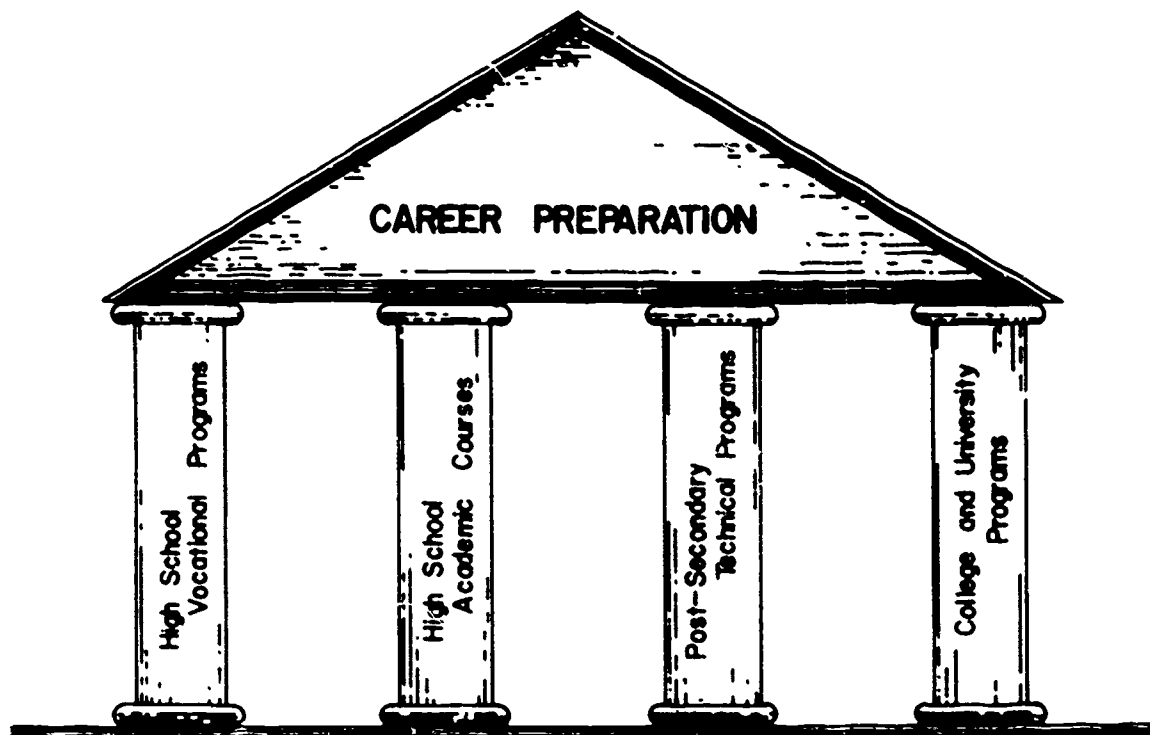 CAREER PREPARATION
High School
Vocational Programs
High School
Academic Courses
Post-Secondary
Technical Programs
College and University
Programs